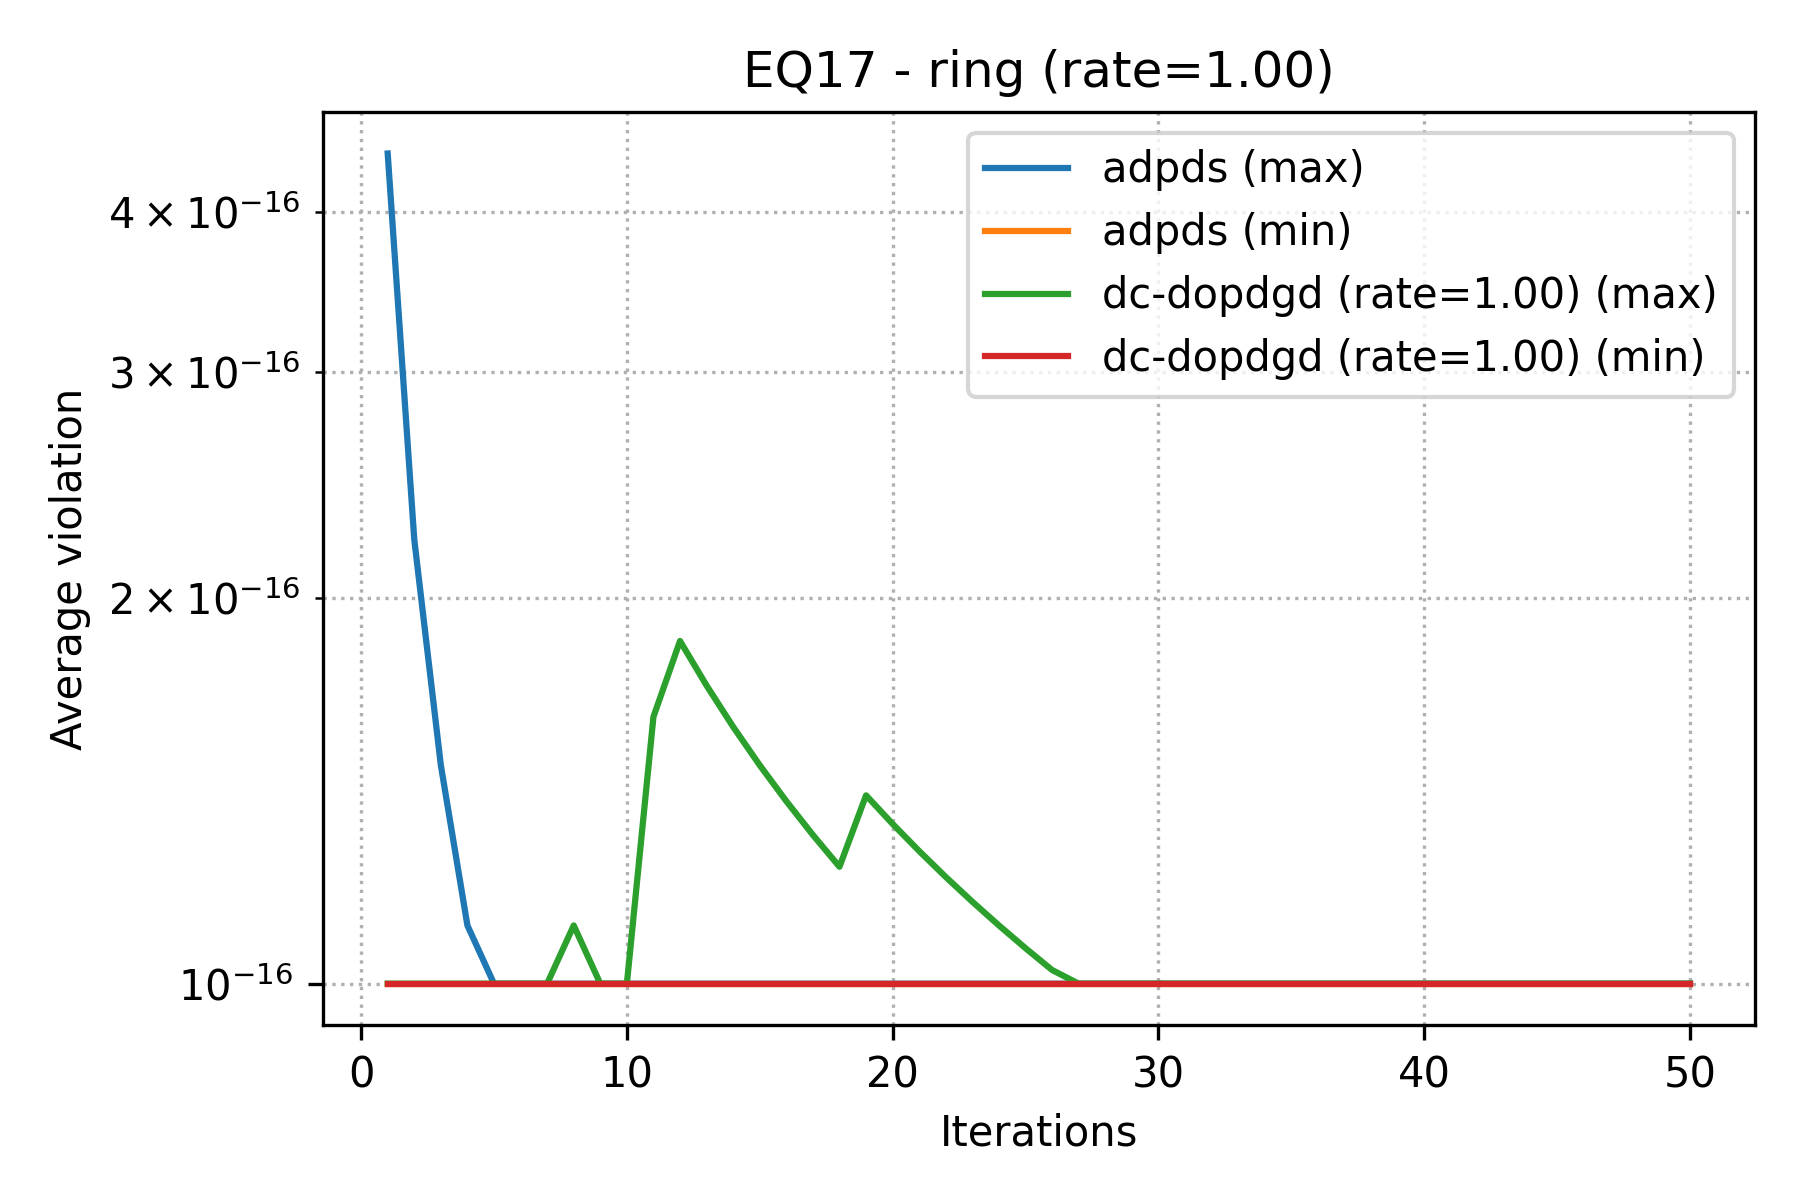 EQ17 - ring (rate=1.00)
adpds (max)
adpds (min)
dc-dopdgd (rate=1.00) (max)
dc-dopdgd (rate=1.00) (min)
Average violation
4 × 10⁻¹⁶
3 × 10⁻¹⁶
2 × 10⁻¹⁶
10⁻¹⁶
0 10 20 30 40 50
Iterations